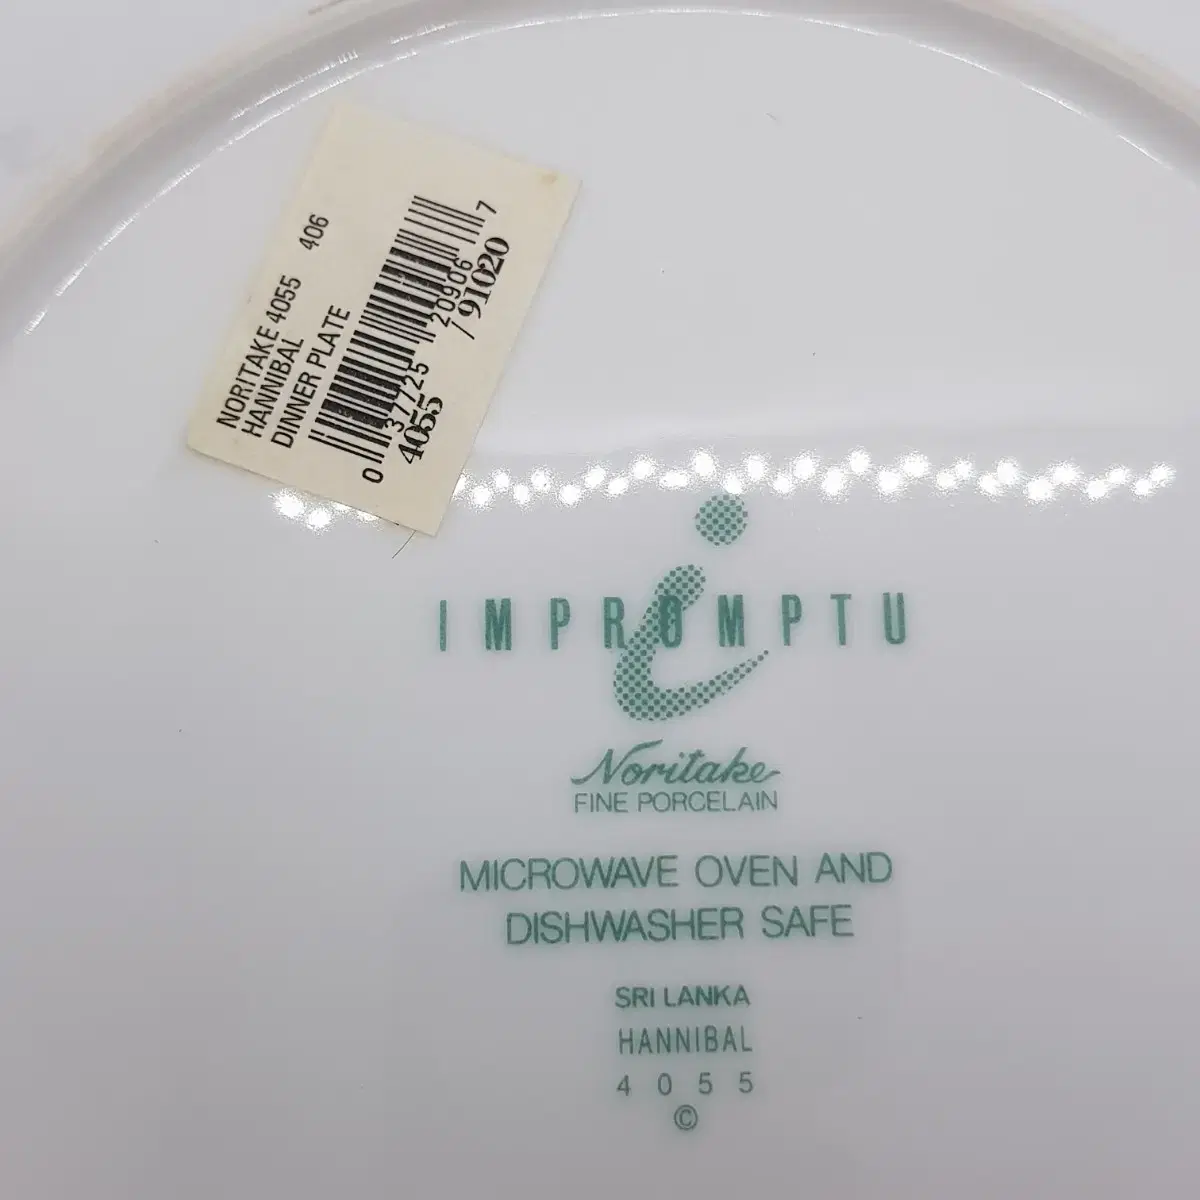 NORITAKE 4055 406
HANNIBAL
DINNER PLATE
0 37725 20906 7
4055 / 91020
i
IMPROMPTU
Noritake
FINE PORCELAIN
MICROWAVE OVEN AND
DISHWASHER SAFE
SRI LANKA
HANNIBAL
4055
©